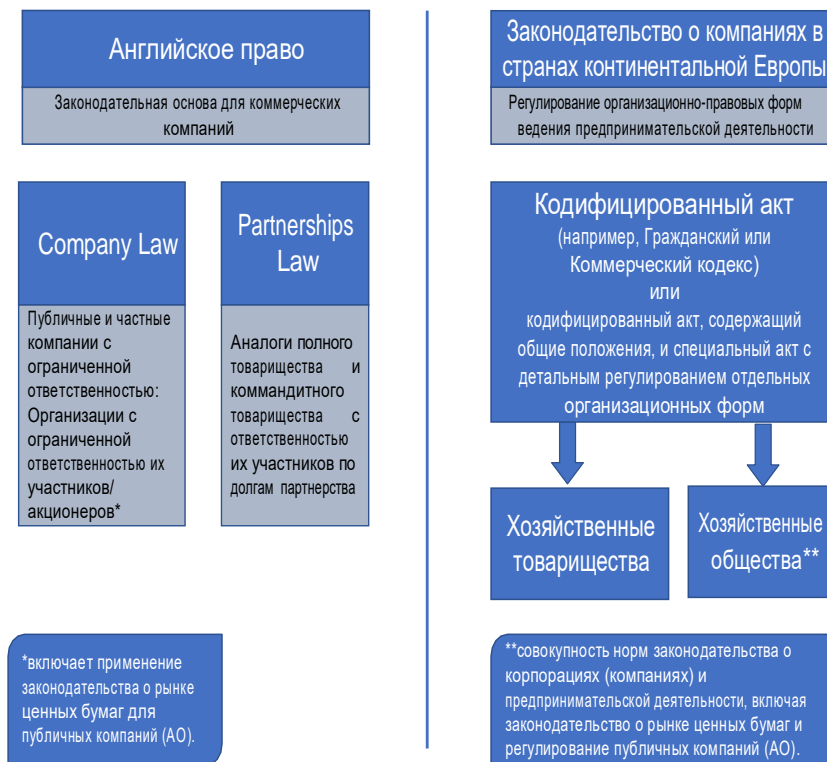 Английское право
Законодательная основа для коммерческих
компаний
Company Law
Публичные и частные
компании с
ограниченной
ответственностью:
Организации с
ограниченной
ответственностью их
участников/
акционеров*
Partnerships
Law
Аналоги полного
товарищества и
коммандитного
товарищества с
ответственностью
их участников по
долгам партнерства
*включает применение
законодательства о рынке
ценных бумаг для
публичных компаний (АО).
Законодательство о компаниях в
странах континентальной Европы
Регулирование организационно-правовых форм
ведения предпринимательской деятельности
Кодифицированный акт
(например, Гражданский или
Коммерческий кодекс)
или
кодифицированный акт, содержащий
общие положения, и специальный акт с
детальным регулированием отдельных
организационных форм
Хозяйственные
товарищества
Хозяйственные
общества**
**совокупность норм законодательства о
корпорациях (компаниях) и
предпринимательской деятельности, включая
законодательство о рынке ценных бумаг и
регулирование публичных компаний (АО).